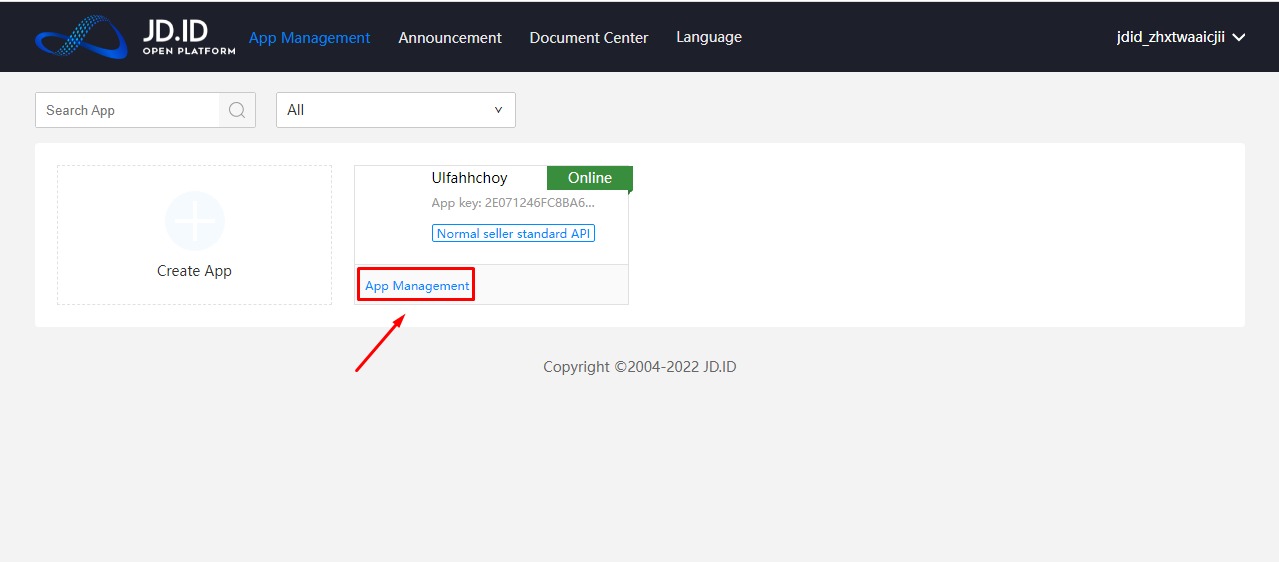 JD.ID
OPEN PLATFORM
App Management Announcement Document Center Language jdid_zhxtwaaicjii
Search App All
Ulfahhchoy Online
App key: 2E071246FC8BA6...
Normal seller standard API
Create App
App Management
Copyright ©2004-2022 JD.ID